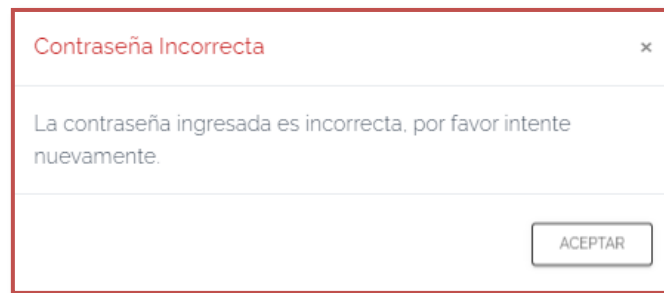 Contraseña Incorrecta ×
La contraseña ingresada es incorrecta, por favor intente
nuevamente.
ACEPTAR